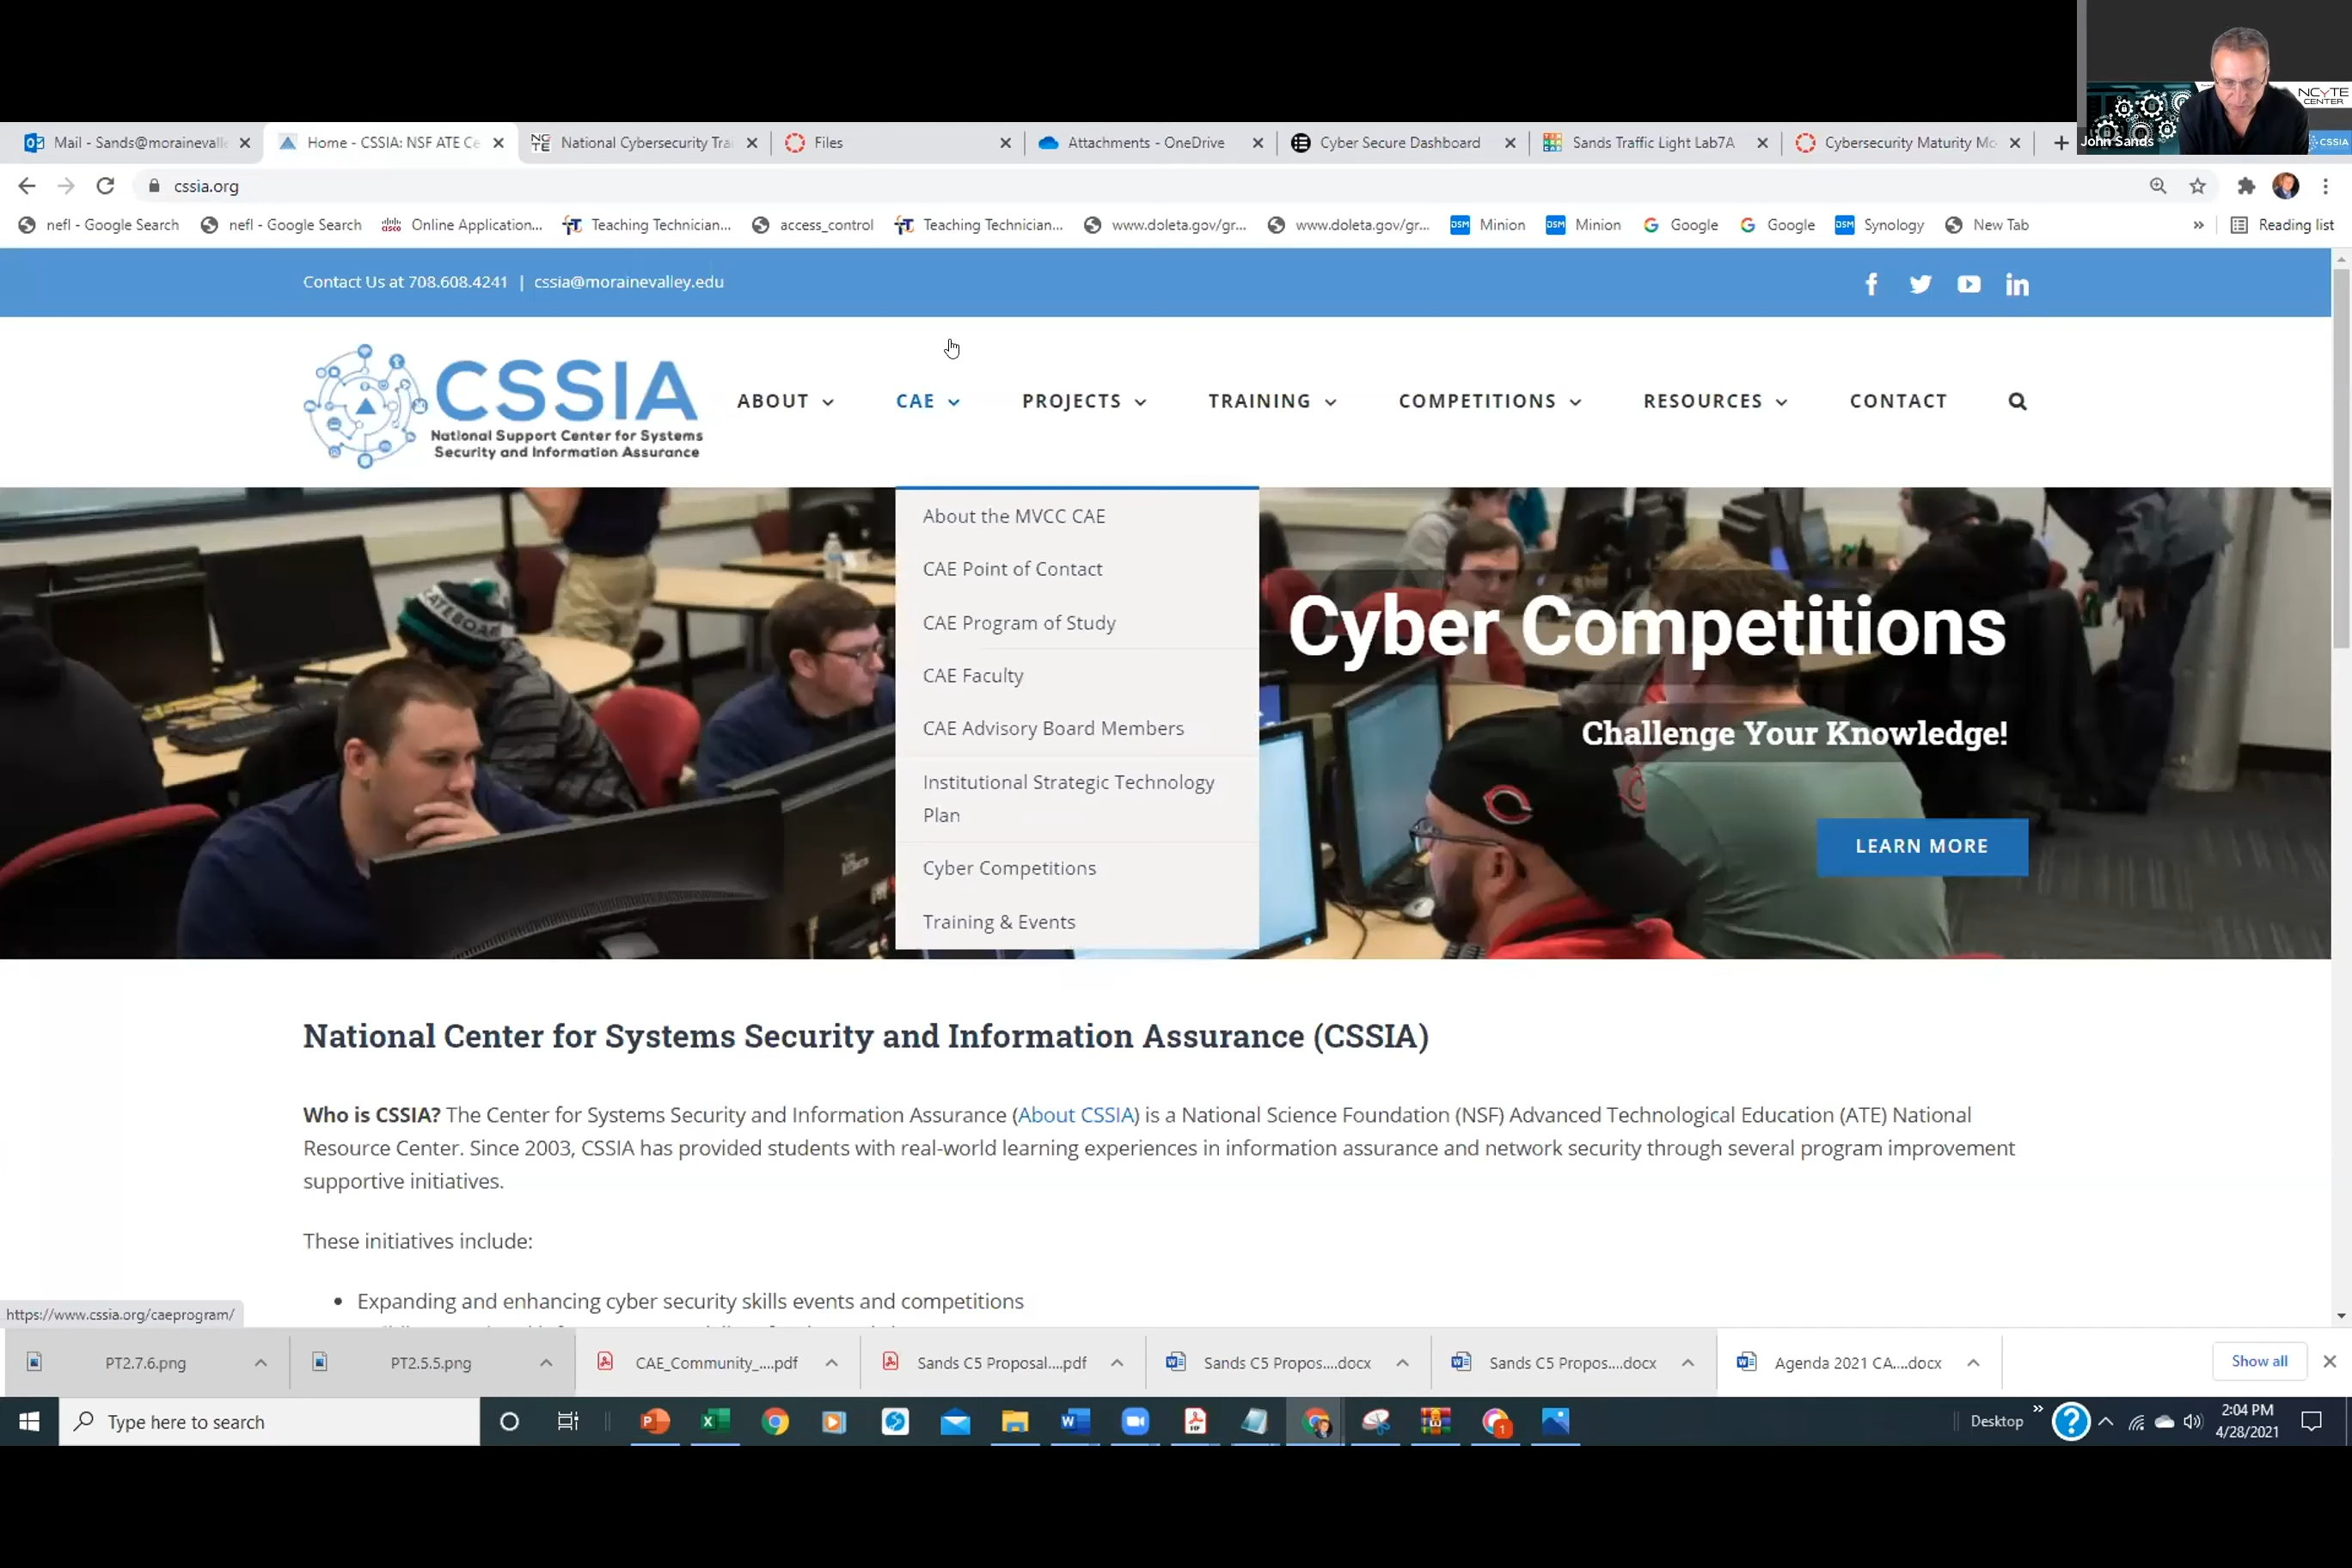 NCYTE
CENTER
John Sands
CSSIA
Mail - Sands@morainevall
Home - CSSIA: NSF ATE Ce
National Cybersecurity Tra
Files
Attachments - OneDrive
Cyber Secure Dashboard
Sands Traffic Light Lab7A
Cybersecurity Maturity Mo
cssia.org
nefl - Google Search
nefl - Google Search
Online Application...
Teaching Technician...
access_control
Teaching Technician...
www.doleta.gov/gr...
www.doleta.gov/gr...
DSM Minion
DSM Minion
Google
Google
DSM Synology
New Tab
»
Reading list
Contact Us at 708.608.4241 | cssia@morainevalley.edu
CSSIA
National Support Center for Systems
Security and Information Assurance
ABOUT
CAE
PROJECTS
TRAINING
COMPETITIONS
RESOURCES
CONTACT
About the MVCC CAE
CAE Point of Contact
CAE Program of Study
CAE Faculty
CAE Advisory Board Members
Institutional Strategic Technology
Plan
Cyber Competitions
Training & Events
Cyber Competitions
Challenge Your Knowledge!
LEARN MORE
National Center for Systems Security and Information Assurance (CSSIA)
Who is CSSIA? The Center for Systems Security and Information Assurance (About CSSIA) is a National Science Foundation (NSF) Advanced Technological Education (ATE) National
Resource Center. Since 2003, CSSIA has provided students with real-world learning experiences in information assurance and network security through several program improvement
supportive initiatives.
These initiatives include:
• Expanding and enhancing cyber security skills events and competitions
https://www.cssia.org/caeprogram/
PT2.7.6.png
PT2.5.5.png
CAE_Community_....pdf
Sands C5 Proposal....pdf
Sands C5 Propos....docx
Sands C5 Propos....docx
Agenda 2021 CA....docx
Show all
Type here to search
Desktop
»
2:04 PM
4/28/2021